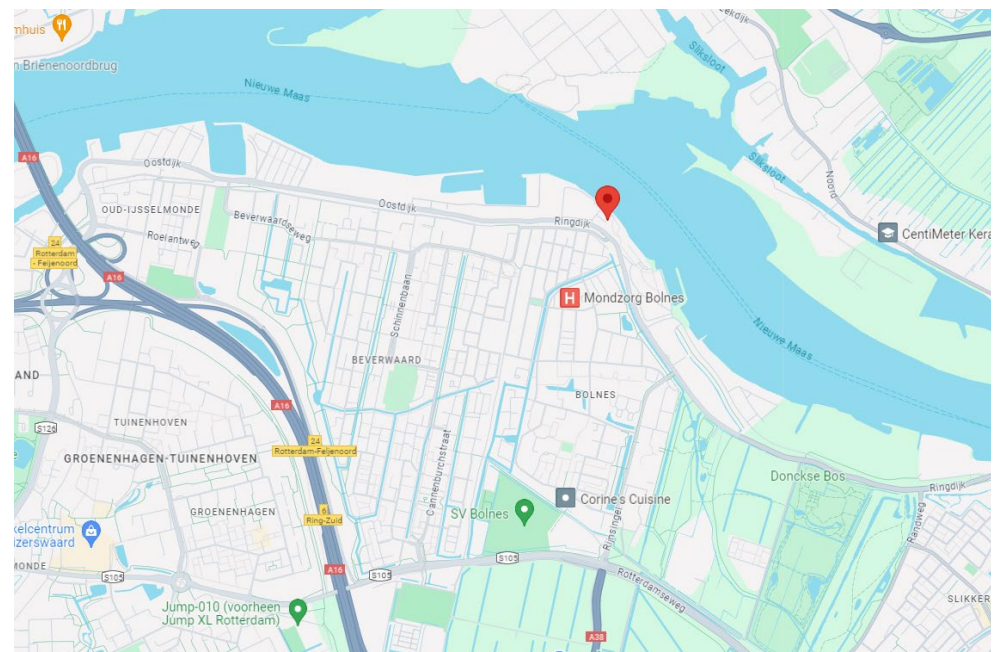 mhuis
n Brienenoordbrug
Nieuwe Maas
eekdijk
Sliksloot
A16
Oostdijk
Sliksloot
Noord
OUD-IJSSELMONDE
Beverwaardseweg
Oostdijk
Ringdijk
CentiMeter Kera
Roelantweg
24
Rotterdam
- Feijenoord
A16
Schinnenbaan
Mondzorg Bolnes
Nieuwe Maas
BEVERWAARD
AND
A16
BOLNES
TUINENHOVEN
S126
24
Rotterdam-Feijenoord
GROENENHAGEN-TUINENHOVEN
Cannenburchstraat
Donckse Bos
Ringdijk
Corine's Cuisine
GROENENHAGEN
6
Ring-Zuid
SV Bolnes
Rijnsingel
Randweg
kelcentrum
izerswaard
S105
MONDE
A16
S105
S105
Rotterdamseweg
SLIKKER
Jump-010 (voorheen
Jump XL Rotterdam)
A38